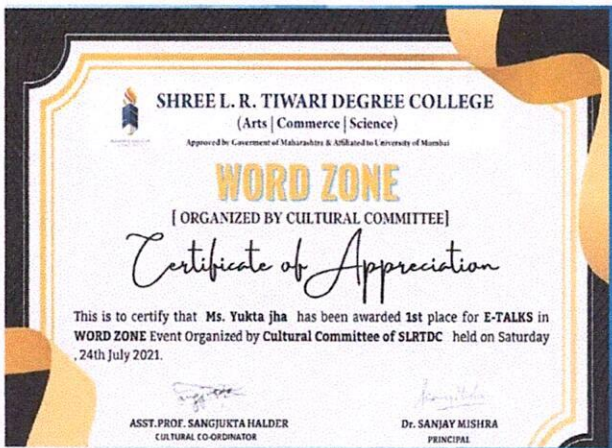 SHREE L. R. TIWARI DEGREE COLLEGE
(Arts | Commerce | Science)
Approved by Goverment of Maharashtra & Affiliated to University of Mumbai
WORD ZONE
[ ORGANIZED BY CULTURAL COMMITTEE]
Certificate of Appreciation
This is to certify that Ms. Yukta jha has been awarded 1st place for E-TALKS in
WORD ZONE Event Organized by Cultural Committee of SLRTDC held on Saturday
, 24th July 2021.
ASST.PROF. SANGJUKTA HALDER
CULTURAL CO-ORDINATOR
Dr. SANJAY MISHRA
PRINCIPAL